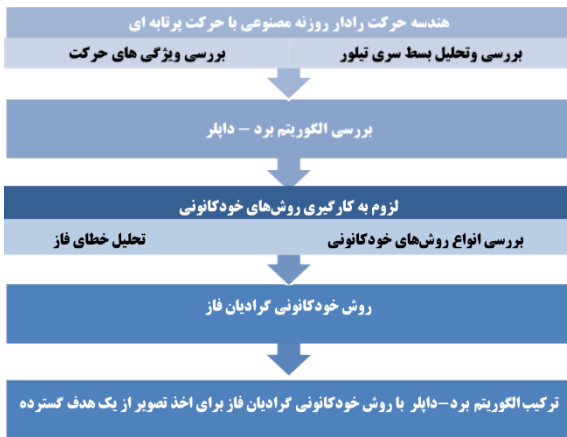 هندسه حرکت رادار روزنه مصنوعی با حرکت پرتابه ای
بررسی وتحلیل بسط سری تیلور
بررسی ویژگی های حرکت
بررسی الگوریتم برد – داپلر
لزوم به کارگیری روش‌های خودکانونی
بررسی انواع روش‌های خودکانونی
تحلیل خطای فاز
روش خودکانونی گرادیان فاز
ترکیب الگوریتم برد–داپلر با روش خودکانونی گرادیان فاز برای اخذ تصویر از یک هدف گسترده